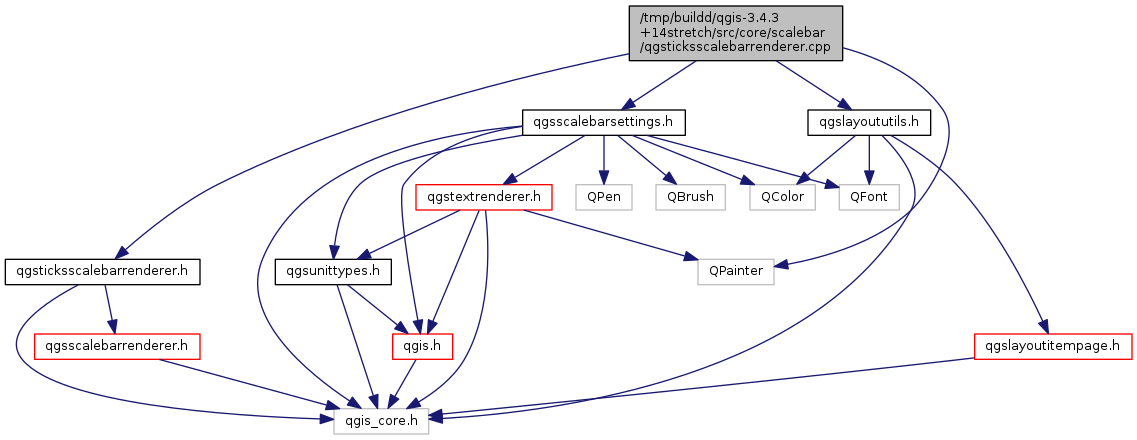 /tmp/buildd/qgis-3.4.3
+14stretch/src/core/scalebar
/qgsticksscalebarrenderer.cpp
qgsscalebarsettings.h
qgslayoututils.h
qgstextrenderer.h
QPen
QBrush
QColor
QFont
qgsticksscalebarrenderer.h
qgsunittypes.h
QPainter
qgsscalebarrenderer.h
qgis.h
qgslayoutitempage.h
qgis_core.h